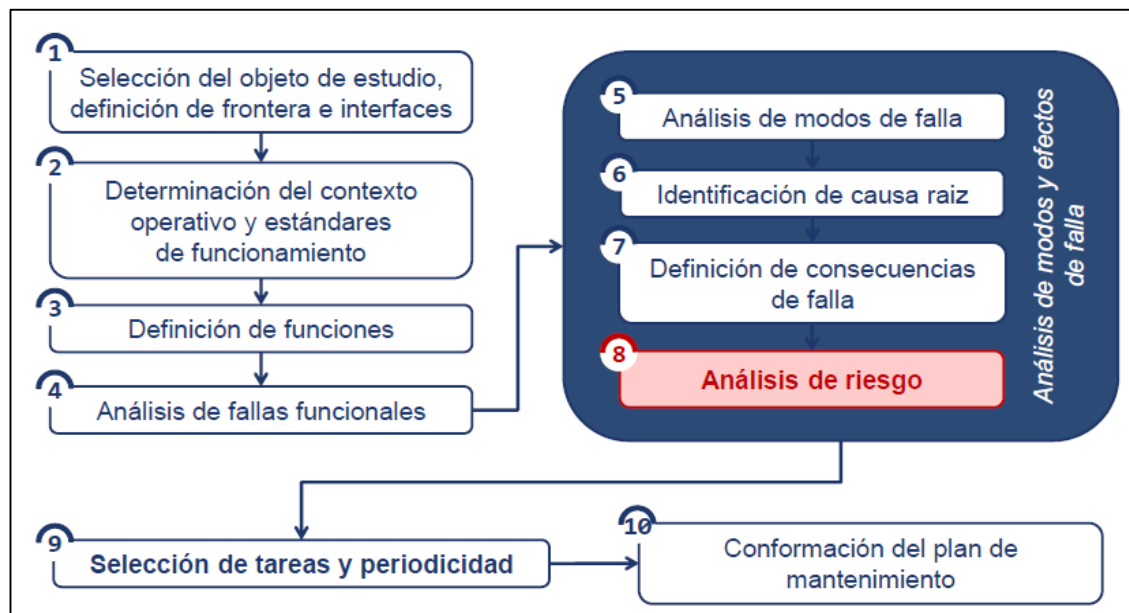 1
Selección del objeto de estudio,
definición de frontera e interfaces
2
Determinación del contexto
operativo y estándares
de funcionamiento
3
Definición de funciones
4
Análisis de fallas funcionales
5
Análisis de modos de falla
6
Identificación de causa raiz
7
Definición de consecuencias
de falla
8
Análisis de riesgo
Análisis de modos y efectos
de falla
9
Selección de tareas y periodicidad
10
Conformación del plan de
mantenimiento